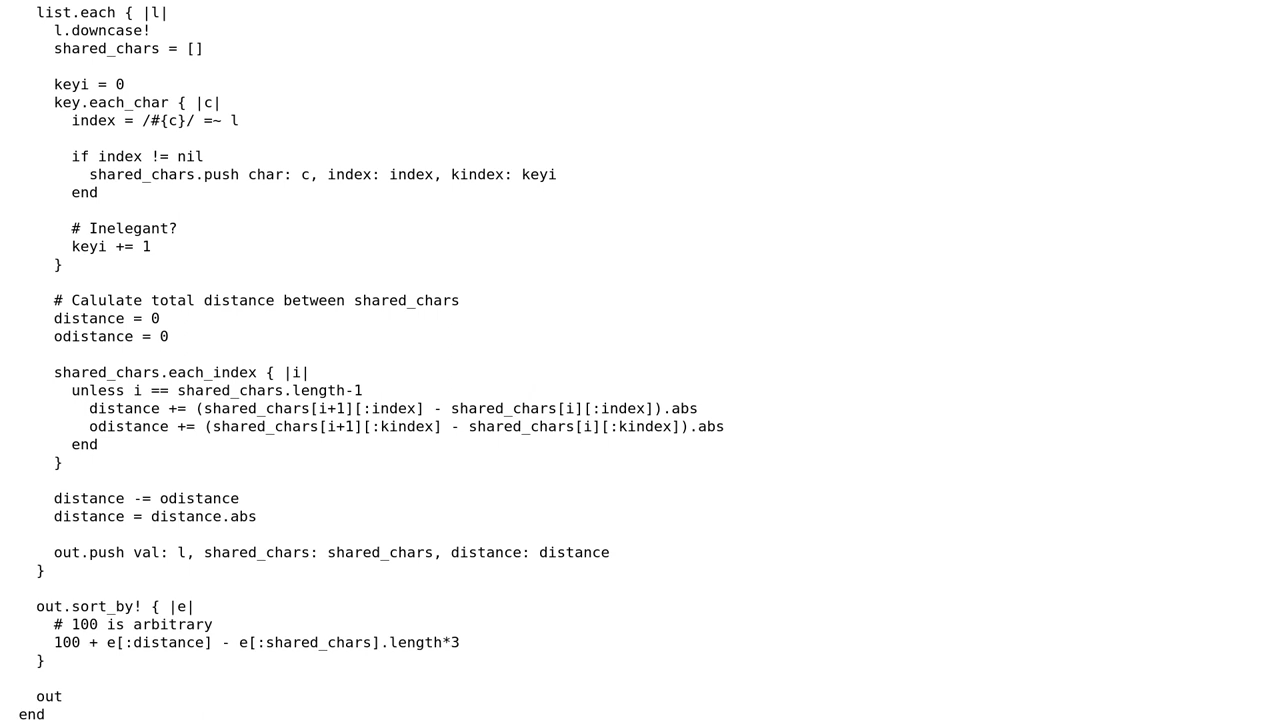 list.each { |l|
l.downcase!
shared_chars = []
keyi = 0
key.each_char { |c|
index = /#{c}/ =~ l
if index != nil
shared_chars.push char: c, index: index, kindex: keyi
end
# Inelegant?
keyi += 1
}
# Calulate total distance between shared_chars
distance = 0
odistance = 0
shared_chars.each_index { |i|
unless i == shared_chars.length-1
distance += (shared_chars[i+1][:index] - shared_chars[i][:index]).abs
odistance += (shared_chars[i+1][:kindex] - shared_chars[i][:kindex]).abs
end
}
distance -= odistance
distance = distance.abs
out.push val: l, shared_chars: shared_chars, distance: distance
}
out.sort_by! { |e|
# 100 is arbitrary
100 + e[:distance] - e[:shared_chars].length*3
}
out
end